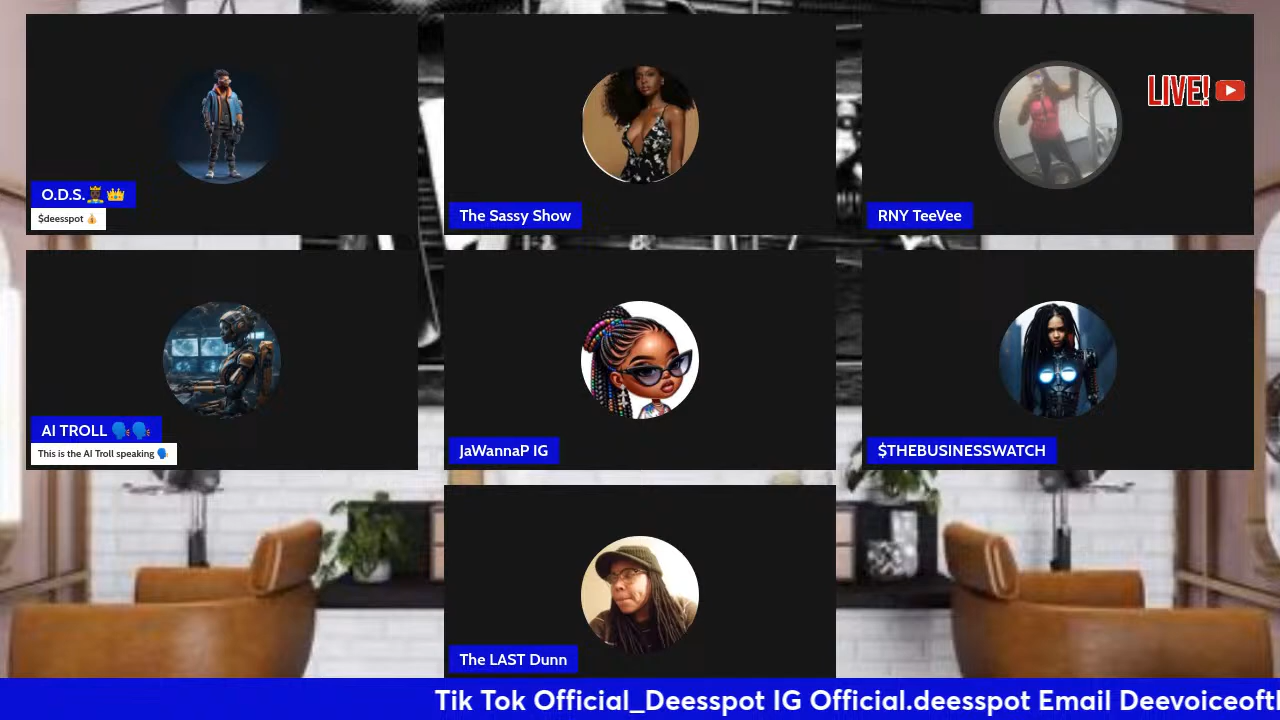 LIVE!
O.D.S.🤴🏿👑
$deesspot 💰
The Sassy Show
RNY TeeVee
AI TROLL 🗣️🗣️
This is the AI Troll speaking 🗣️
JaWannaP IG
$THEBUSINESSWATCH
The LAST Dunn
Tik Tok Official_Deesspot IG Official.deesspot Email Deevoiceoft